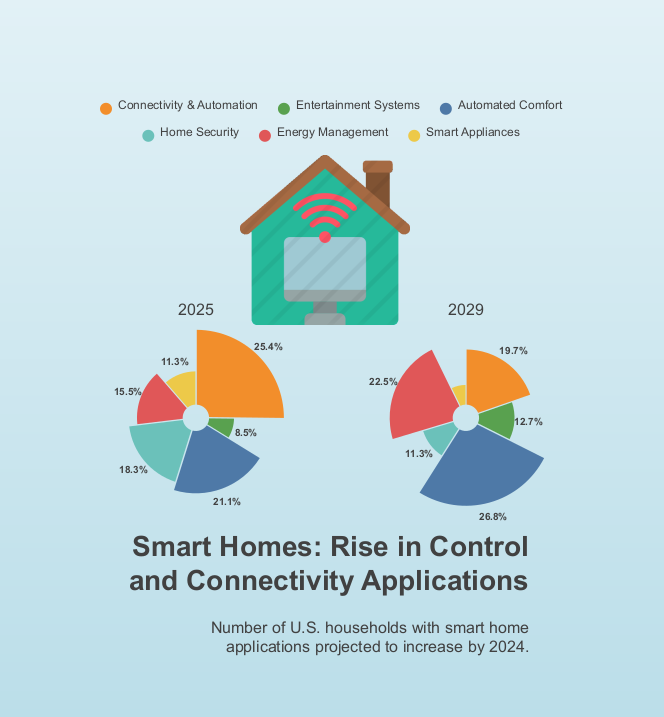 Connectivity & Automation
Entertainment Systems
Automated Comfort
Home Security
Energy Management
Smart Appliances
2025
25.4%
8.5%
21.1%
18.3%
15.5%
11.3%
2029
19.7%
12.7%
26.8%
11.3%
22.5%
Smart Homes: Rise in Control
and Connectivity Applications
Number of U.S. households with smart home
applications projected to increase by 2024.